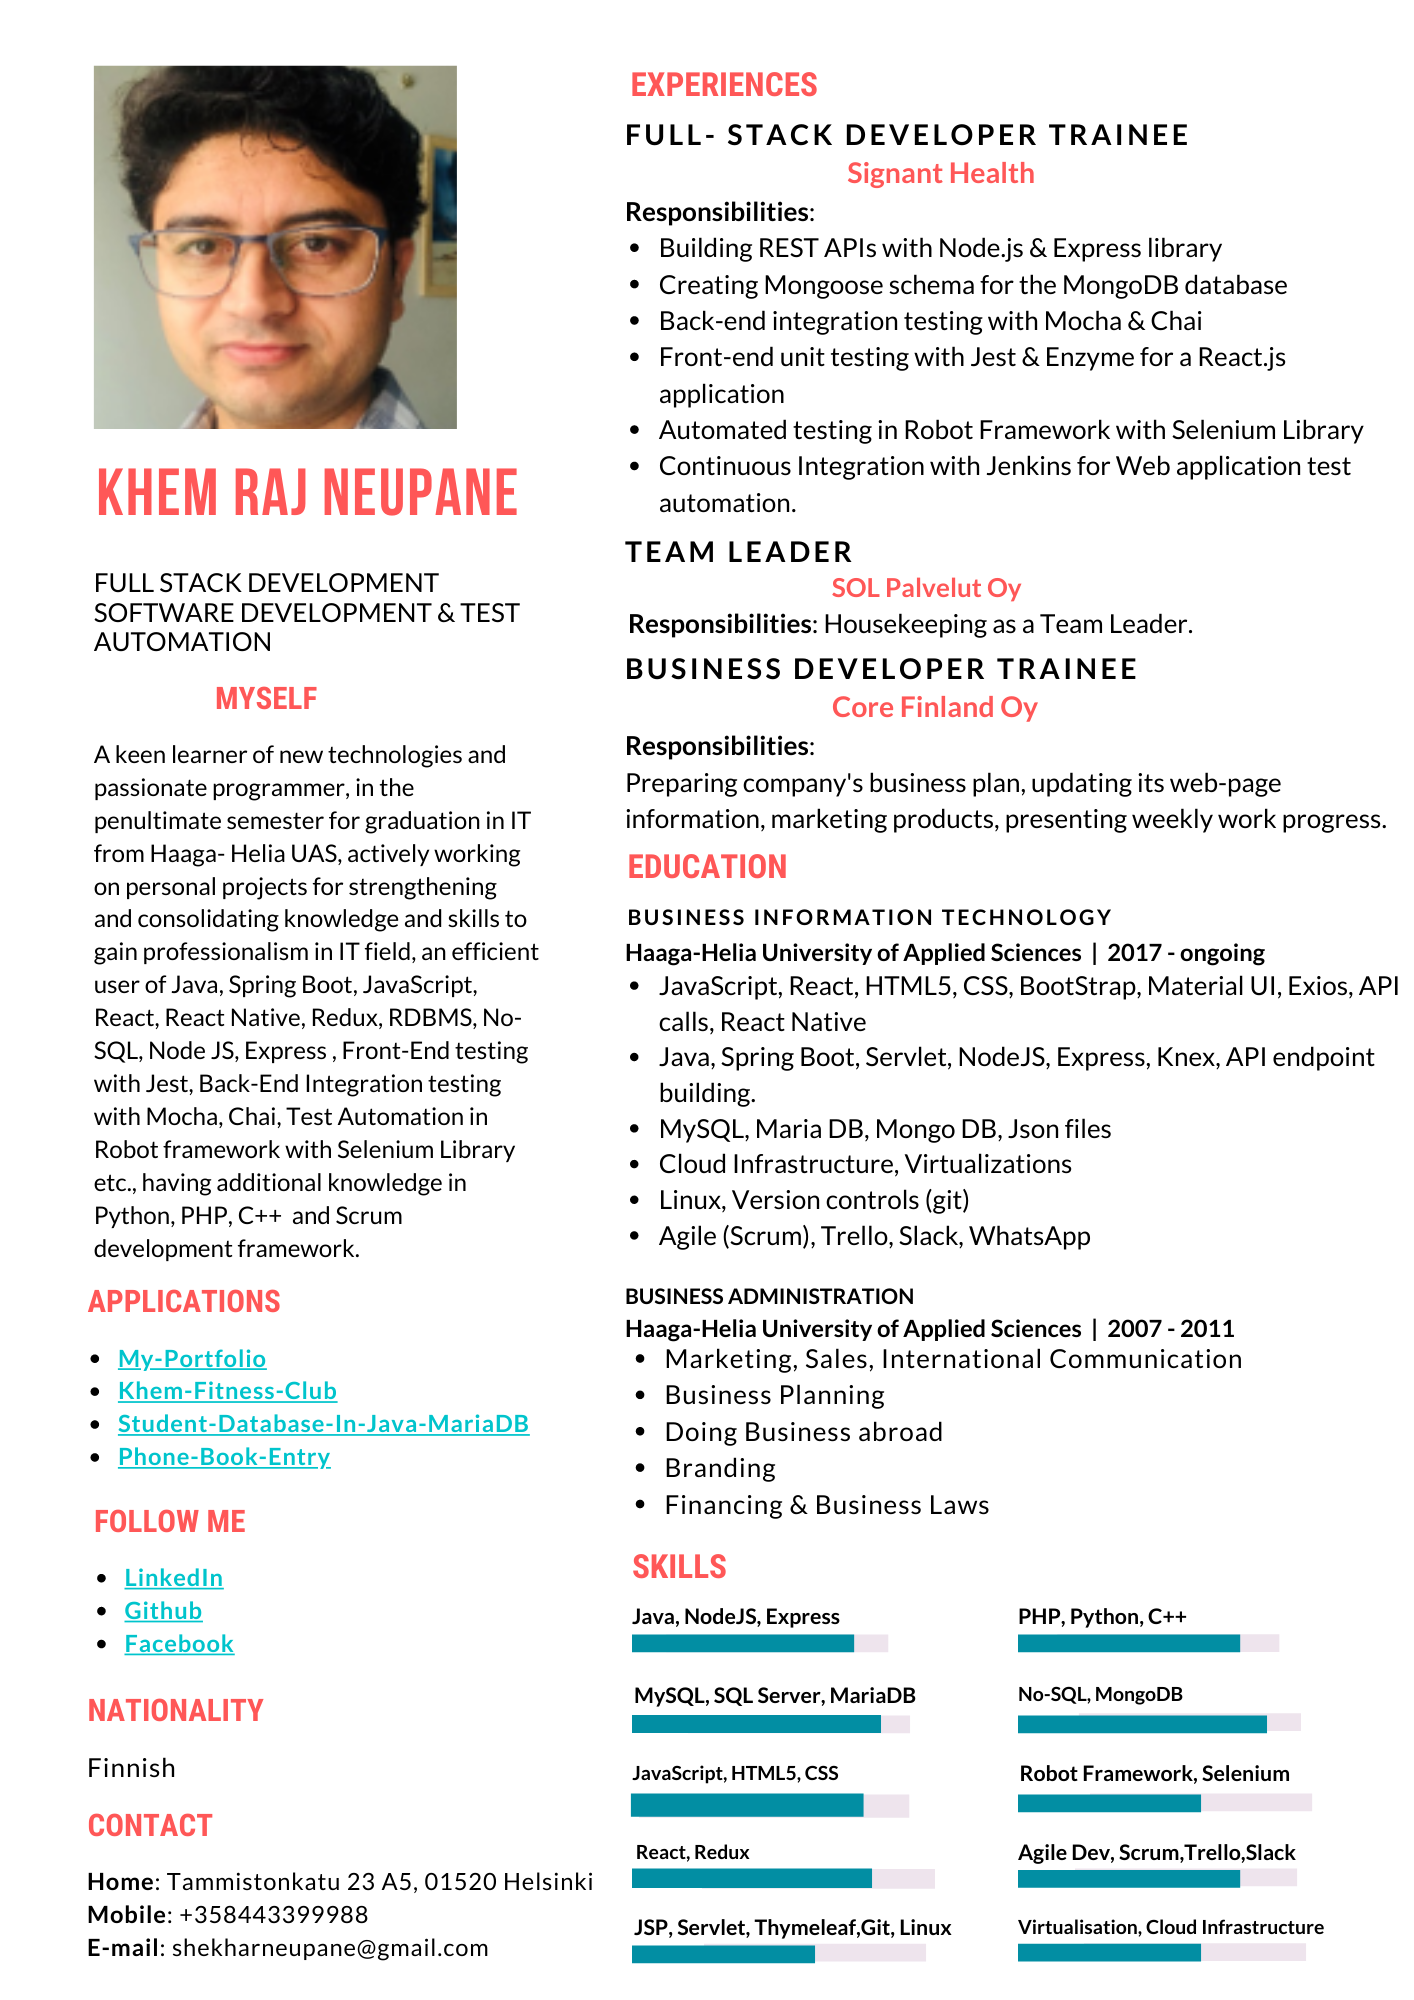 KHEM RAJ NEUPANE
FULL STACK DEVELOPMENT
SOFTWARE DEVELOPMENT & TEST
AUTOMATION
MYSELF
A keen learner of new technologies and
passionate programmer, in the
penultimate semester for graduation in IT
from Haaga- Helia UAS, actively working
on personal projects for strengthening
and consolidating knowledge and skills to
gain professionalism in IT field, an efficient
user of Java, Spring Boot, JavaScript,
React, React Native, Redux, RDBMS, No-
SQL, Node JS, Express , Front-End testing
with Jest, Back-End Integration testing
with Mocha, Chai, Test Automation in
Robot framework with Selenium Library
etc., having additional knowledge in
Python, PHP, C++ and Scrum
development framework.
APPLICATIONS
• My-Portfolio
• Khem-Fitness-Club
• Student-Database-In-Java-MariaDB
• Phone-Book-Entry
FOLLOW ME
• LinkedIn
• Github
• Facebook
NATIONALITY
Finnish
CONTACT
Home: Tammistonkatu 23 A5, 01520 Helsinki
Mobile: +358443399988
E-mail: shekharneupane@gmail.com
EXPERIENCES
FULL- STACK DEVELOPER TRAINEE
Signant Health
Responsibilities:
• Building REST APIs with Node.js & Express library
• Creating Mongoose schema for the MongoDB database
• Back-end integration testing with Mocha & Chai
• Front-end unit testing with Jest & Enzyme for a React.js
application
• Automated testing in Robot Framework with Selenium Library
• Continuous Integration with Jenkins for Web application test
automation.
TEAM LEADER
SOL Palvelut Oy
Responsibilities: Housekeeping as a Team Leader.
BUSINESS DEVELOPER TRAINEE
Core Finland Oy
Responsibilities:
Preparing company's business plan, updating its web-page
information, marketing products, presenting weekly work progress.
EDUCATION
BUSINESS INFORMATION TECHNOLOGY
Haaga-Helia University of Applied Sciences | 2017 - ongoing
• JavaScript, React, HTML5, CSS, BootStrap, Material UI, Exios, API
calls, React Native
• Java, Spring Boot, Servlet, NodeJS, Express, Knex, API endpoint
building.
• MySQL, Maria DB, Mongo DB, Json files
• Cloud Infrastructure, Virtualizations
• Linux, Version controls (git)
• Agile (Scrum), Trello, Slack, WhatsApp
BUSINESS ADMINISTRATION
Haaga-Helia University of Applied Sciences | 2007 - 2011
• Marketing, Sales, International Communication
• Business Planning
• Doing Business abroad
• Branding
• Financing & Business Laws
SKILLS
Java, NodeJS, Express
PHP, Python, C++
MySQL, SQL Server, MariaDB
No-SQL, MongoDB
JavaScript, HTML5, CSS
Robot Framework, Selenium
React, Redux
Agile Dev, Scrum,Trello,Slack
JSP, Servlet, Thymeleaf,Git, Linux
Virtualisation, Cloud Infrastructure